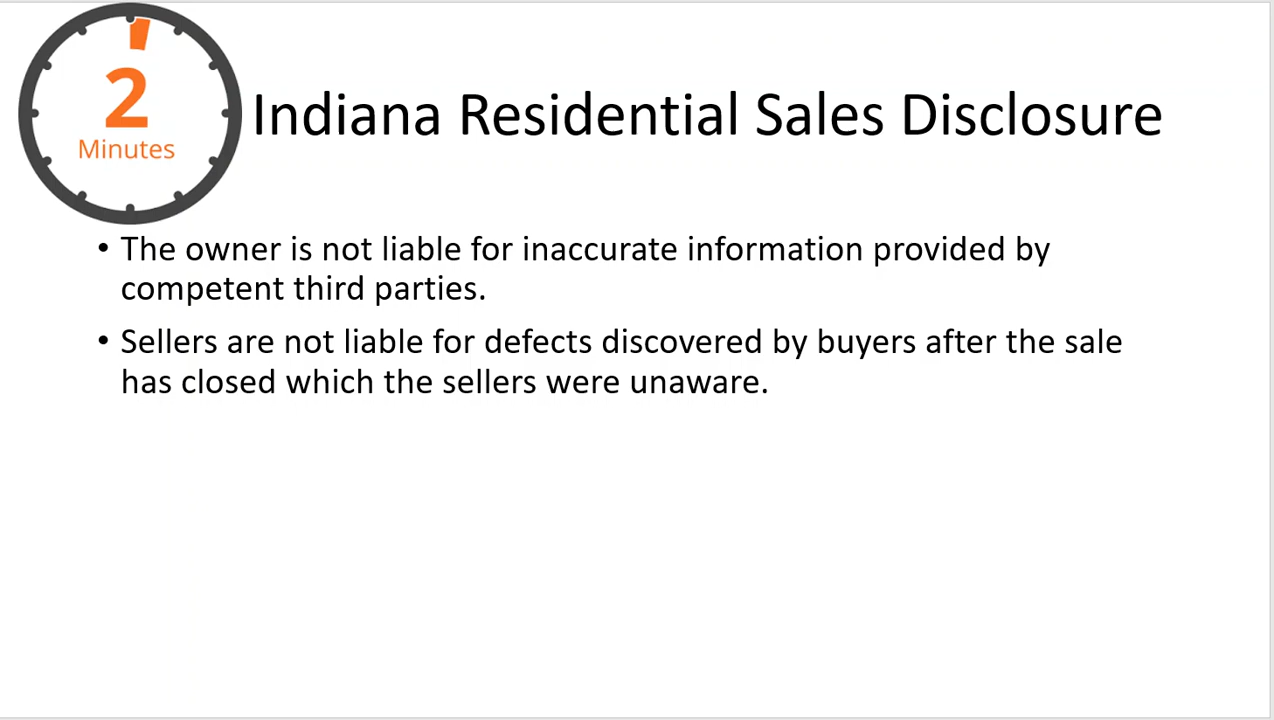 2
Minutes
Indiana Residential Sales Disclosure
• The owner is not liable for inaccurate information provided by
competent third parties.
• Sellers are not liable for defects discovered by buyers after the sale
has closed which the sellers were unaware.